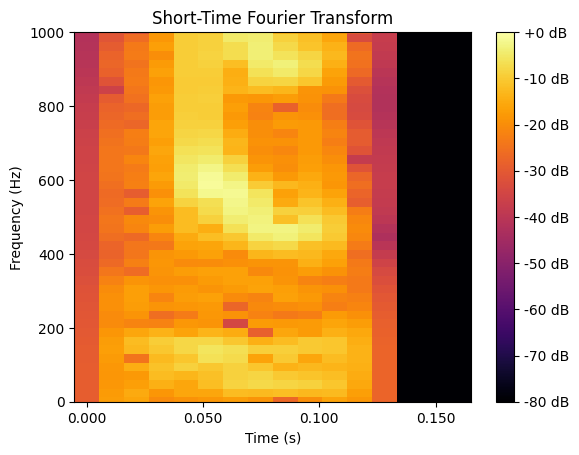 Short-Time Fourier Transform
Frequency (Hz)
1000
800
600
400
200
0
0.000
0.050
0.100
0.150
Time (s)
+0 dB
-10 dB
-20 dB
-30 dB
-40 dB
-50 dB
-60 dB
-70 dB
-80 dB